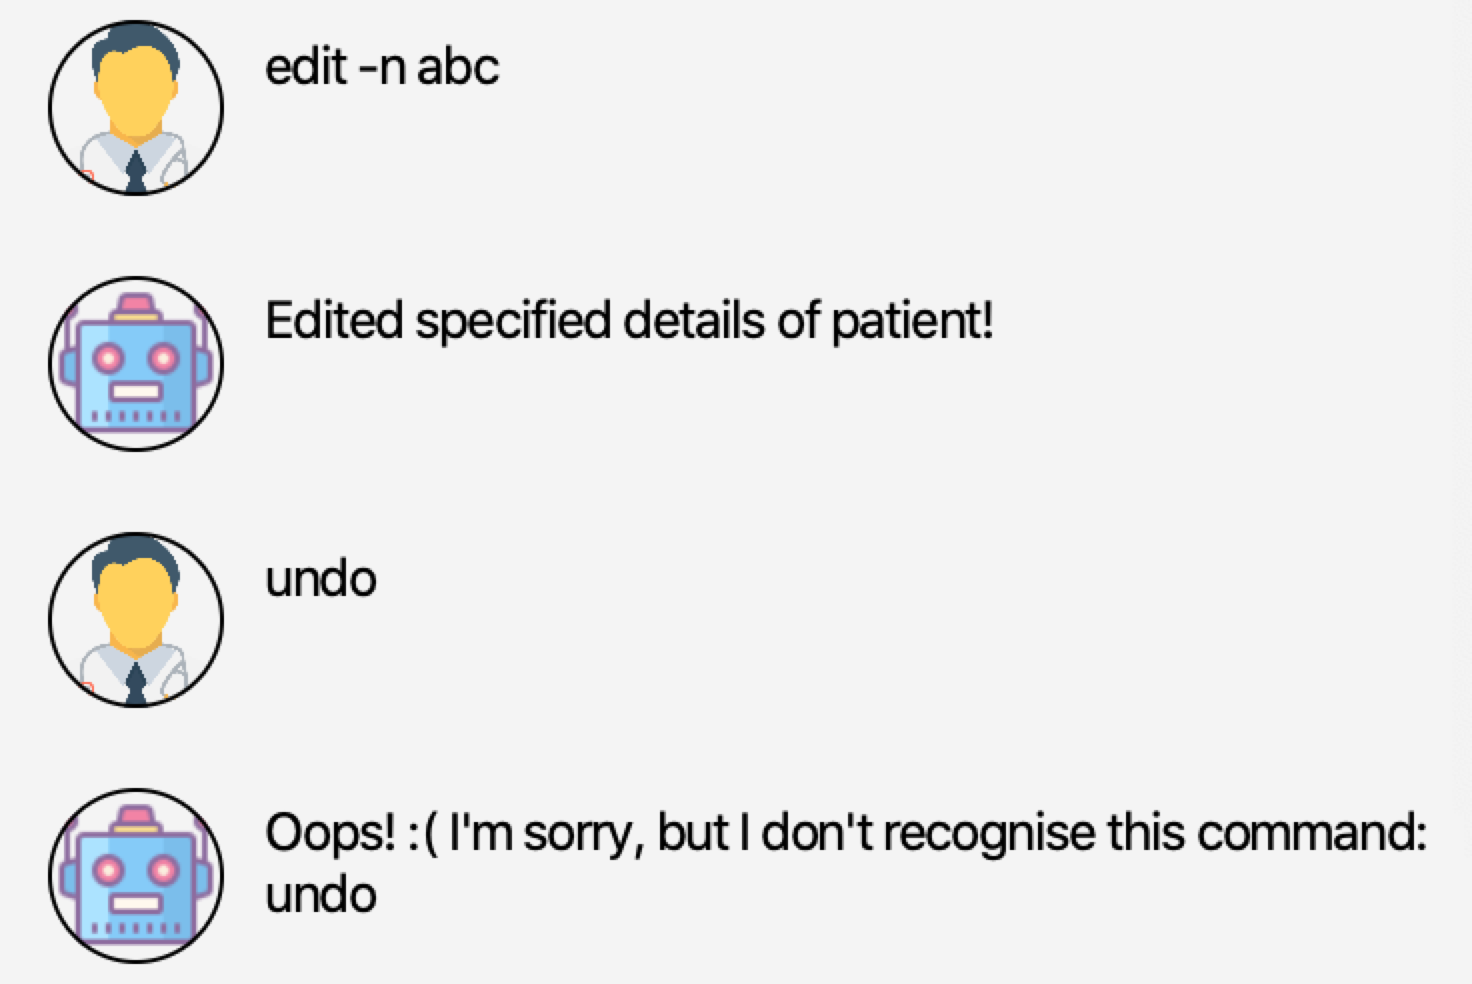 edit -n abc
Edited specified details of patient!
undo
Oops! :( I'm sorry, but I don't recognise this command:
undo